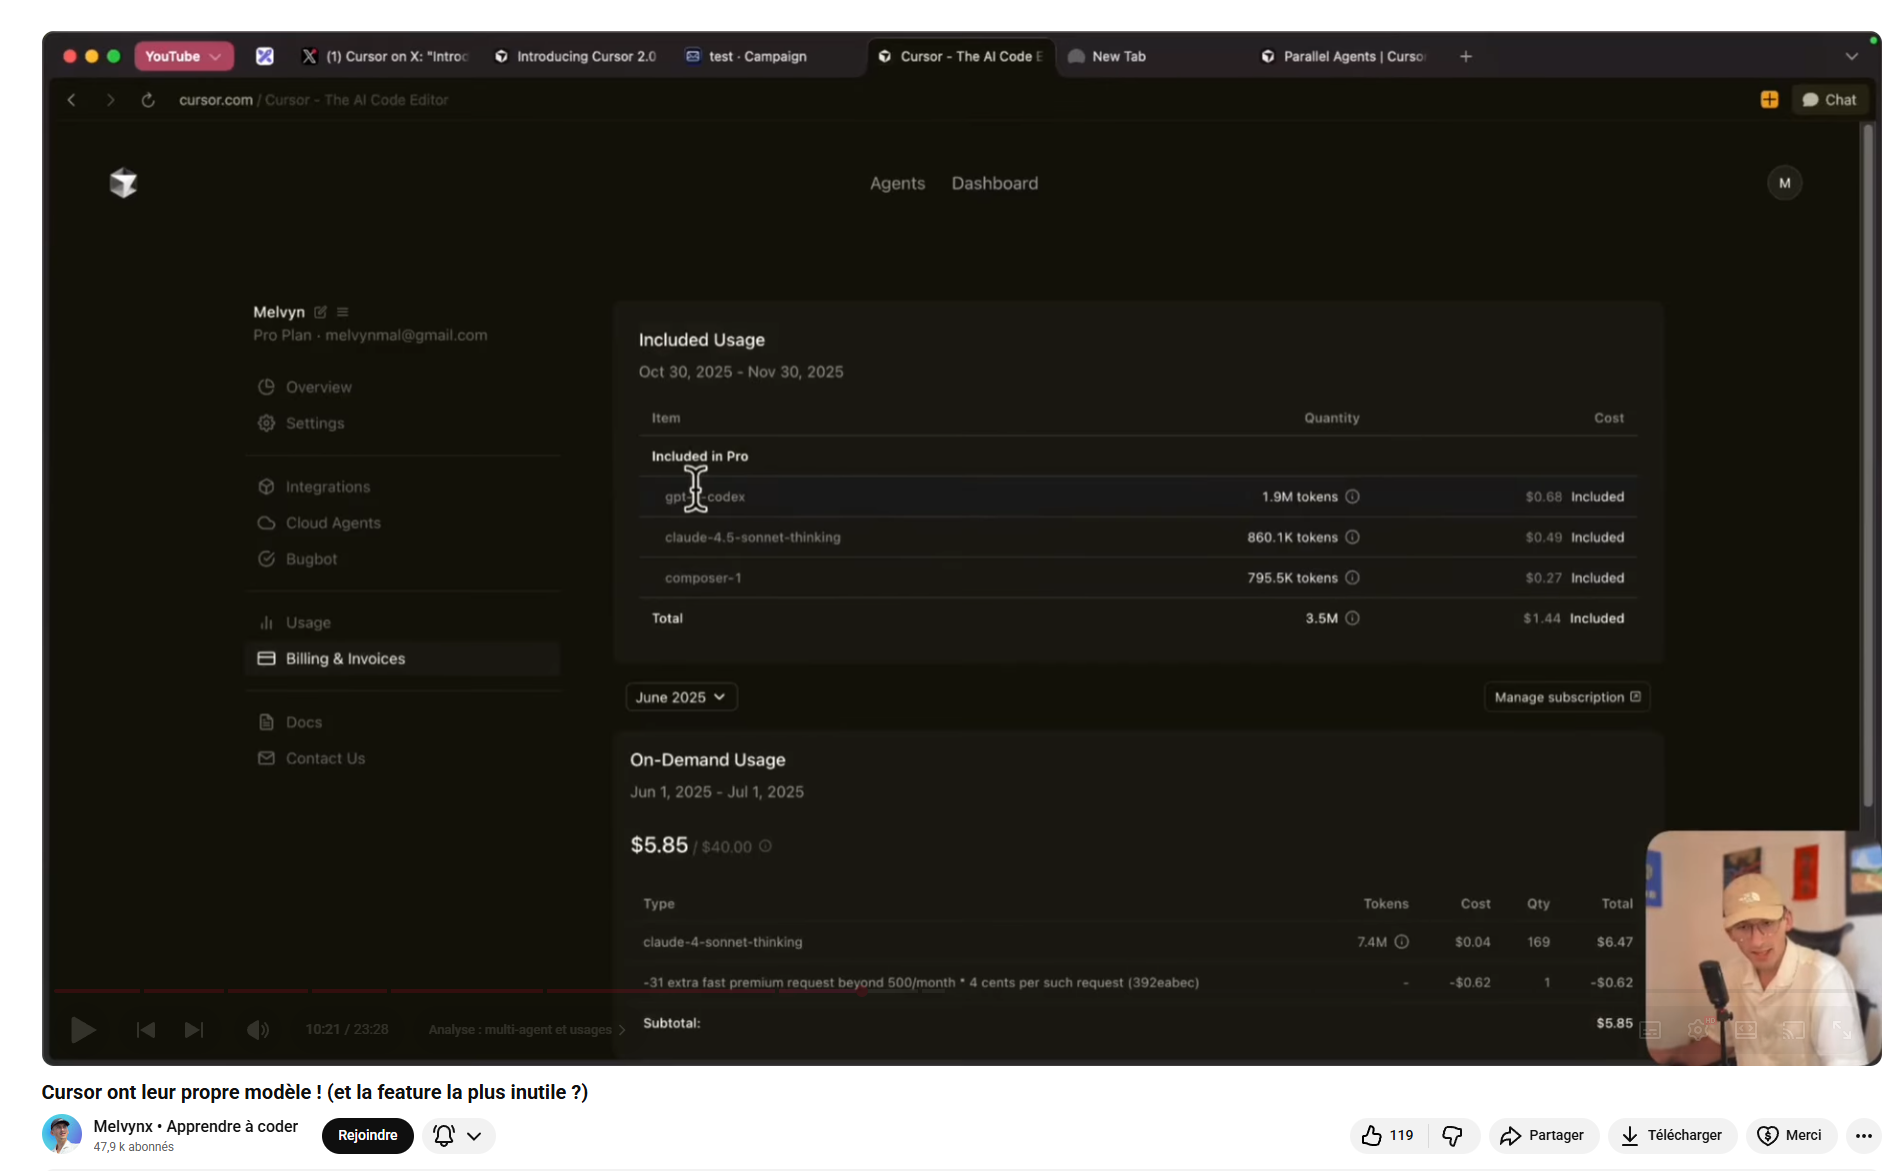 YouTube
(1) Cursor on X: "Introd
Introducing Cursor 2.0
test · Campaign
Cursor - The AI Code E
New Tab
Parallel Agents | Cursor
cursor.com / Cursor - The AI Code Editor
Chat
Agents Dashboard
M
Melvyn
Pro Plan · melvynmal@gmail.com
Overview
Settings
Integrations
Cloud Agents
Bugbot
Usage
Billing & Invoices
Docs
Contact Us
Included Usage
Oct 30, 2025 - Nov 30, 2025
Item Quantity Cost
Included in Pro
codex 1.9M tokens $0.68 Included
claude-4.5-sonnet-thinking 860.1K tokens $0.49 Included
composer-1 795.5K tokens $0.27 Included
Total 3.5M $1.44 Included
June 2025
Manage subscription
On-Demand Usage
Jun 1, 2025 - Jul 1, 2025
$5.85 / $40.00
Type Tokens Cost Qty Total
claude-4-sonnet-thinking 7.4M $0.04 169 $6.47
-31 extra fast premium request beyond 500/month * 4 cents per such request (392eabec) - -$0.62 1 -$0.62
Subtotal: $5.85
10:21 / 23:28
Analyse : multi-agent et usages
Cursor ont leur propre modèle ! (et la feature la plus inutile ?)
Melvynx • Apprendre à coder
47,9 k abonnés
Rejoindre
119
Partager
Télécharger
Merci